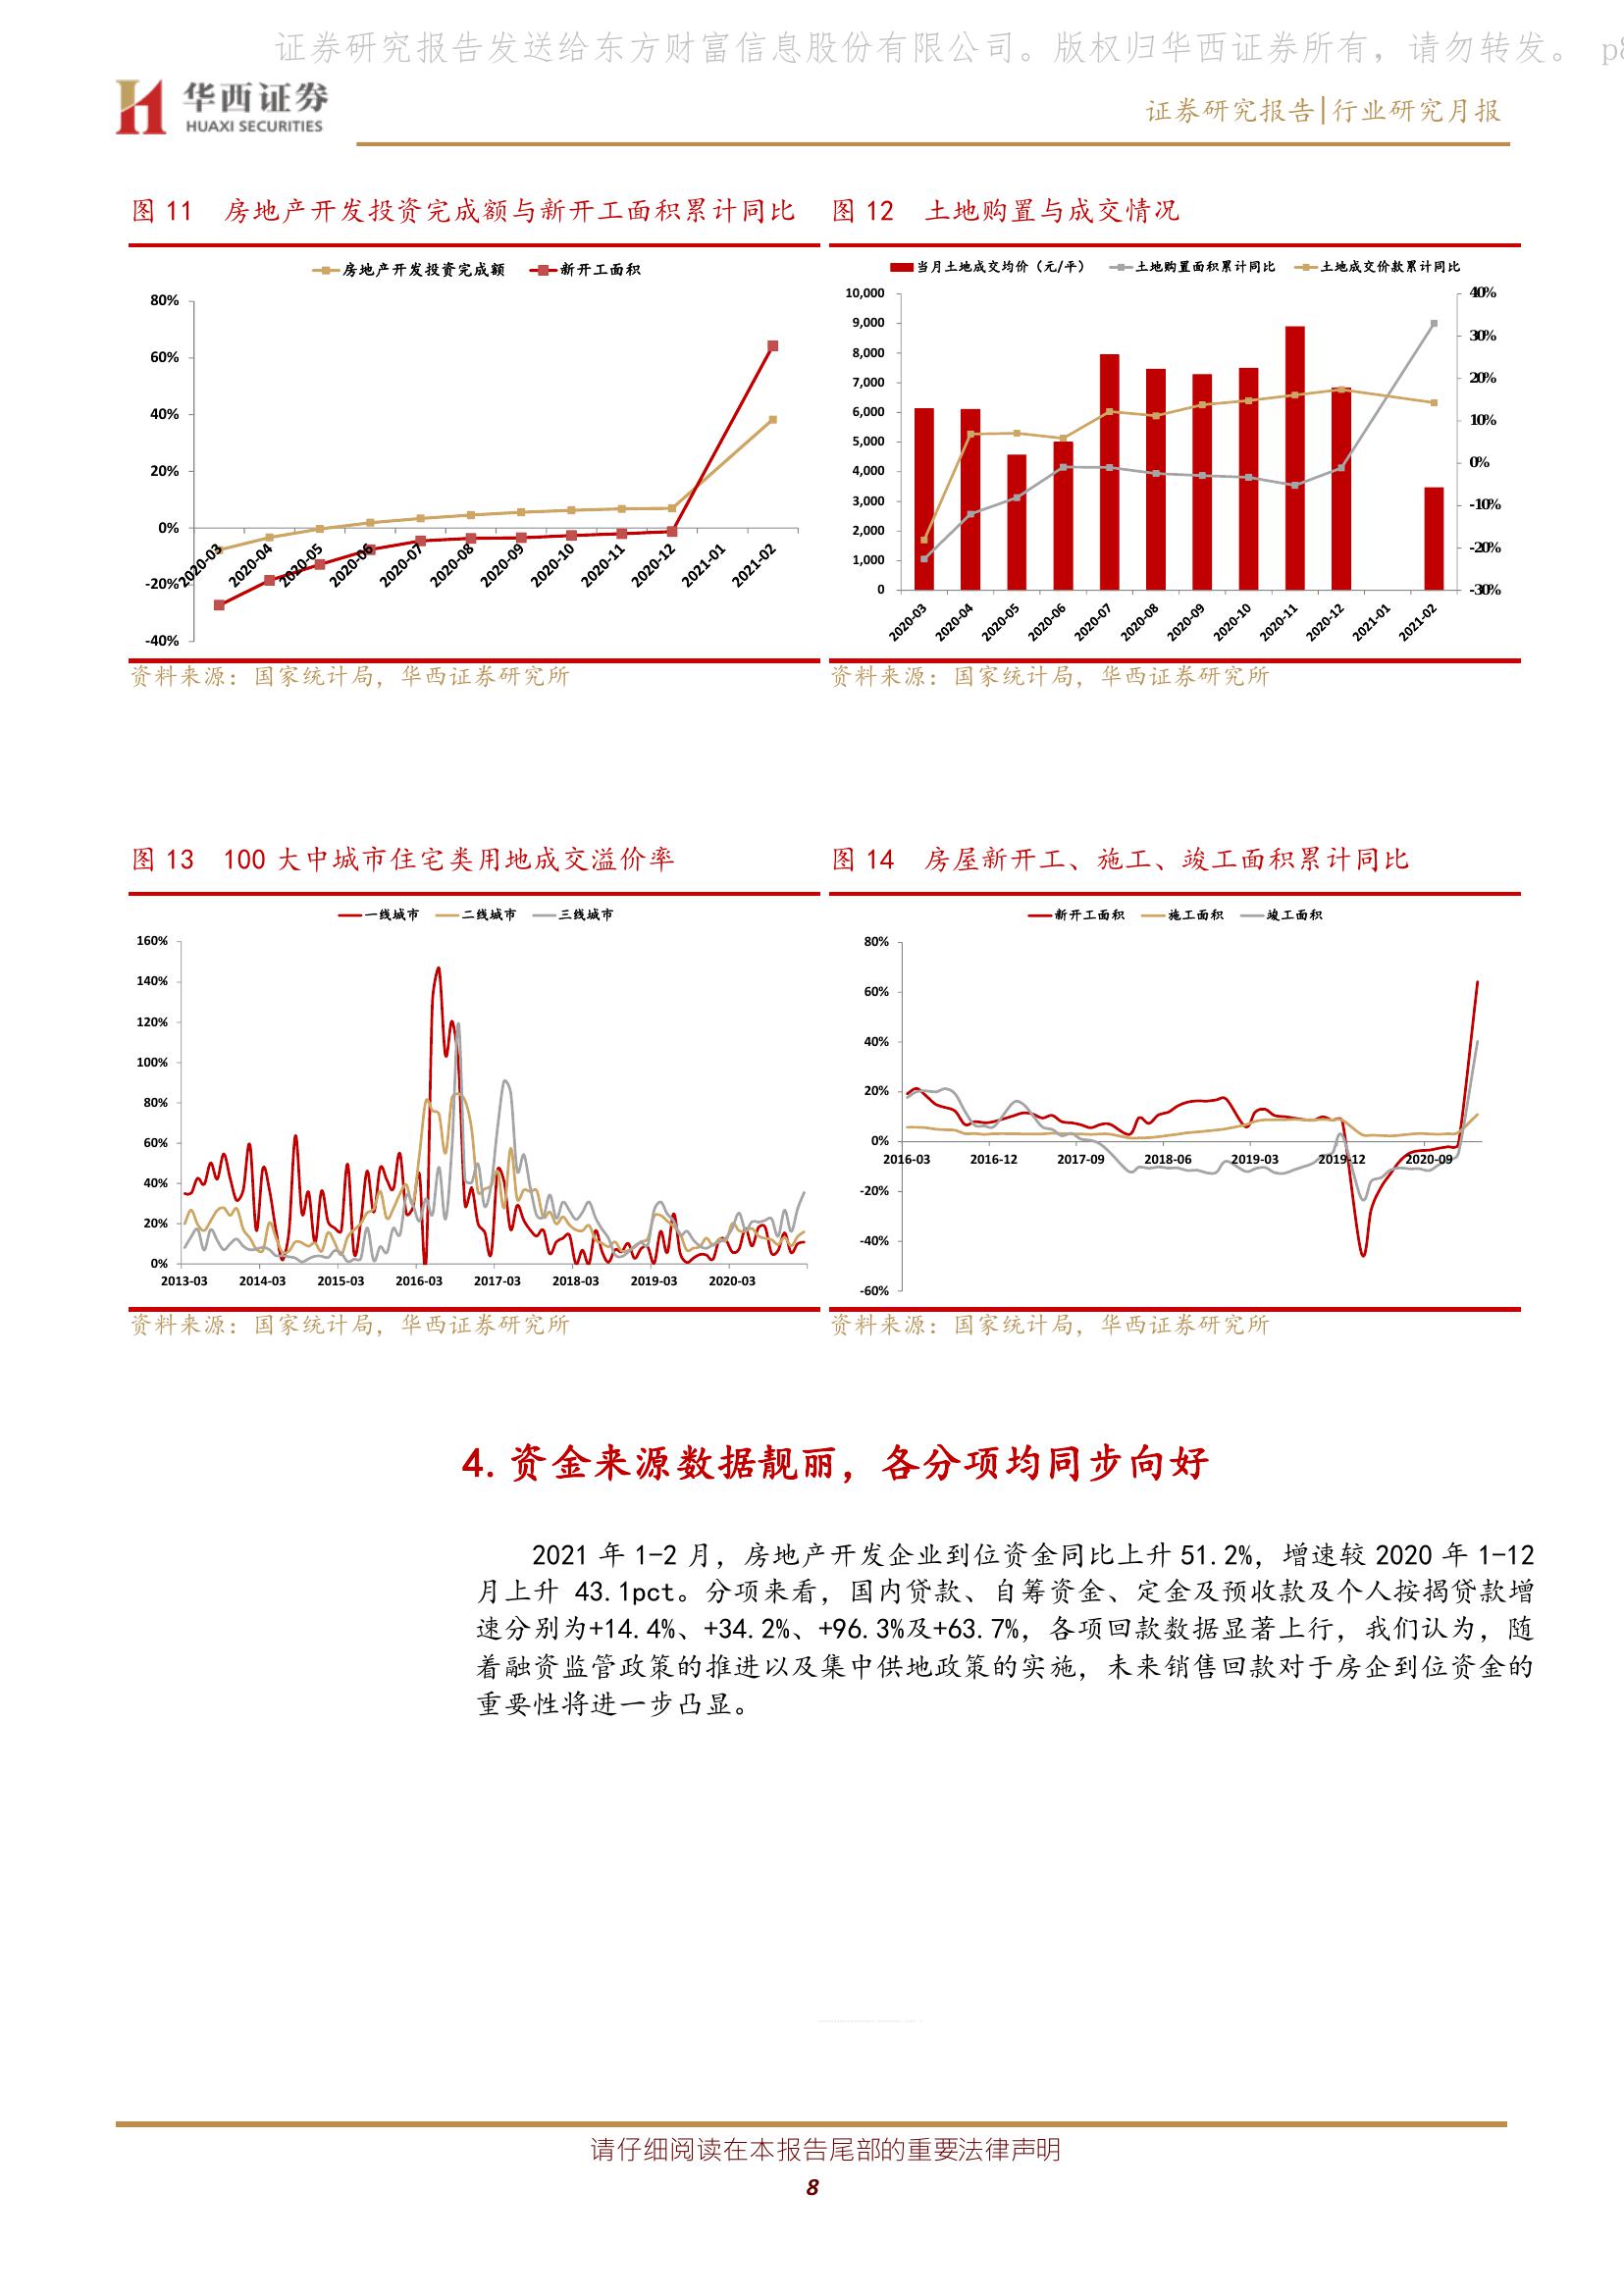 证券研究报告发送给东方财富信息股份有限公司。版权归华西证券所有，请勿转发。 p8
华西证券
HUAXI SECURITIES
证券研究报告|行业研究月报
图 11 房地产开发投资完成额与新开工面积累计同比
房地产开发投资完成额 新开工面积
80%
60%
40%
20%
0%
-20%
-40%
2020-03 2020-04 2020-05 2020-06 2020-07 2020-08 2020-09 2020-10 2020-11 2020-12 2021-01 2021-02
资料来源：国家统计局，华西证券研究所
图 12 土地购置与成交情况
当月土地成交均价（元/平） 土地购置面积累计同比 土地成交价款累计同比
10,000
9,000
8,000
7,000
6,000
5,000
4,000
3,000
2,000
1,000
0
40%
30%
20%
10%
0%
-10%
-20%
-30%
2020-03 2020-04 2020-05 2020-06 2020-07 2020-08 2020-09 2020-10 2020-11 2020-12 2021-01 2021-02
资料来源：国家统计局，华西证券研究所
图 13 100 大中城市住宅类用地成交溢价率
一线城市 二线城市 三线城市
160%
140%
120%
100%
80%
60%
40%
20%
0%
2013-03 2014-03 2015-03 2016-03 2017-03 2018-03 2019-03 2020-03
资料来源：国家统计局，华西证券研究所
图 14 房屋新开工、施工、竣工面积累计同比
新开工面积 施工面积 竣工面积
80%
60%
40%
20%
0%
-20%
-40%
-60%
2016-03 2016-12 2017-09 2018-06 2019-03 2019-12 2020-09
资料来源：国家统计局，华西证券研究所
4. 资金来源数据靓丽，各分项均同步向好
2021 年 1-2 月，房地产开发企业到位资金同比上升 51.2%，增速较 2020 年 1-12
月上升 43.1pct。分项来看，国内贷款、自筹资金、定金及预收款及个人按揭贷款增
速分别为+14.4%、+34.2%、+96.3%及+63.7%，各项回款数据显著上行，我们认为，随
着融资监管政策的推进以及集中供地政策的实施，未来销售回款对于房企到位资金的
重要性将进一步凸显。
请仔细阅读在本报告尾部的重要法律声明
8